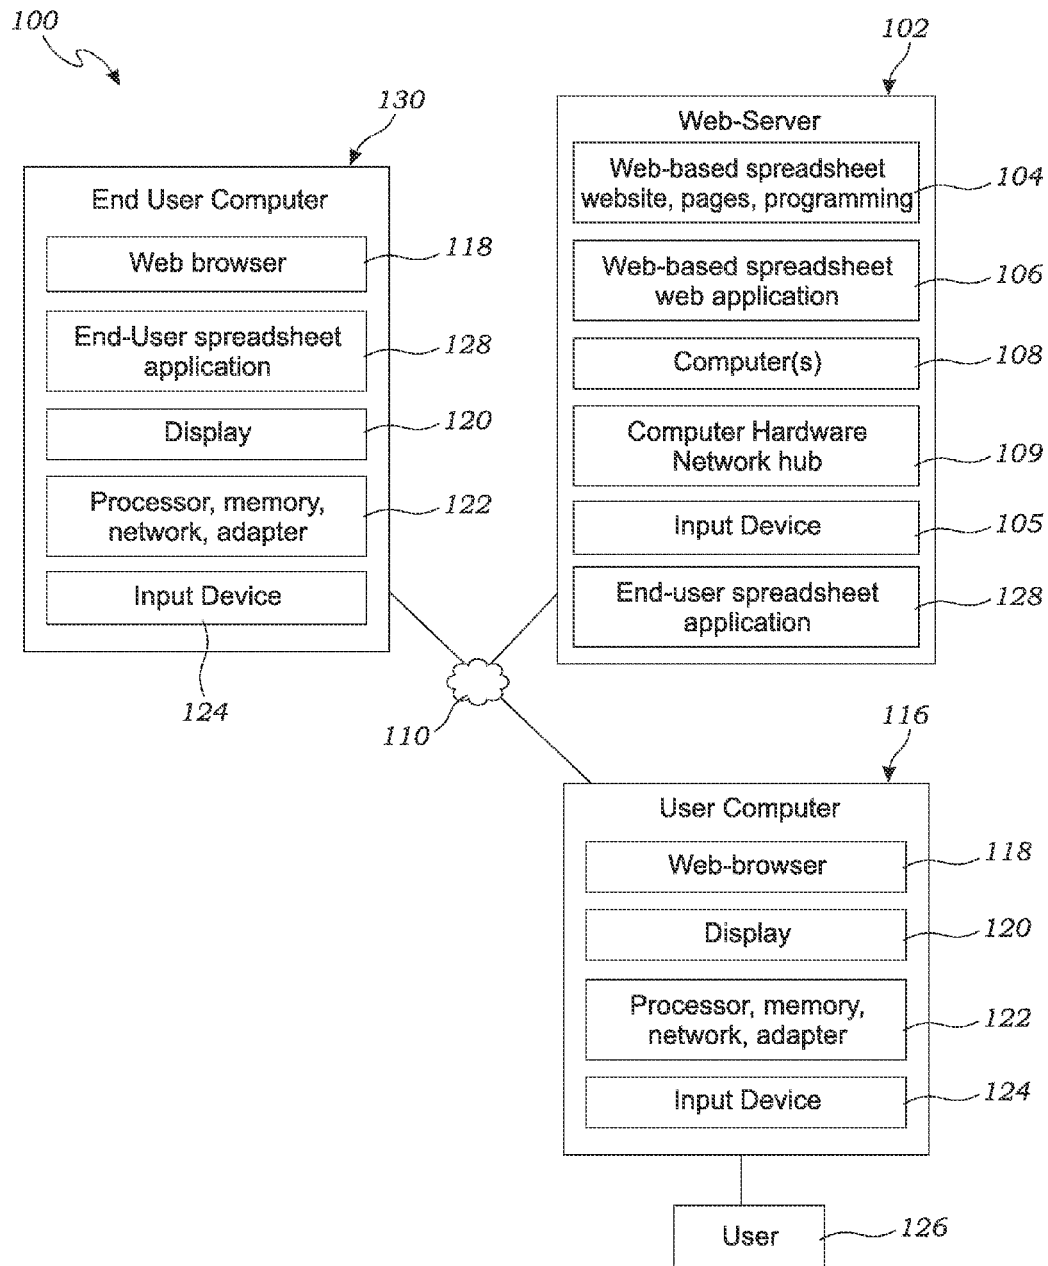 100
102
130
Web-Server
Web-based spreadsheet
website, pages, programming
104
End User Computer
Web browser
118
Web-based spreadsheet
web application
106
End-User spreadsheet
application
128
Computer(s)
108
Display
120
Computer Hardware
Network hub
109
Processor, memory,
network, adapter
122
Input Device
105
Input Device
124
End-user spreadsheet
application
128
110
116
User Computer
Web-browser
118
Display
120
Processor, memory,
network, adapter
122
Input Device
124
User
126